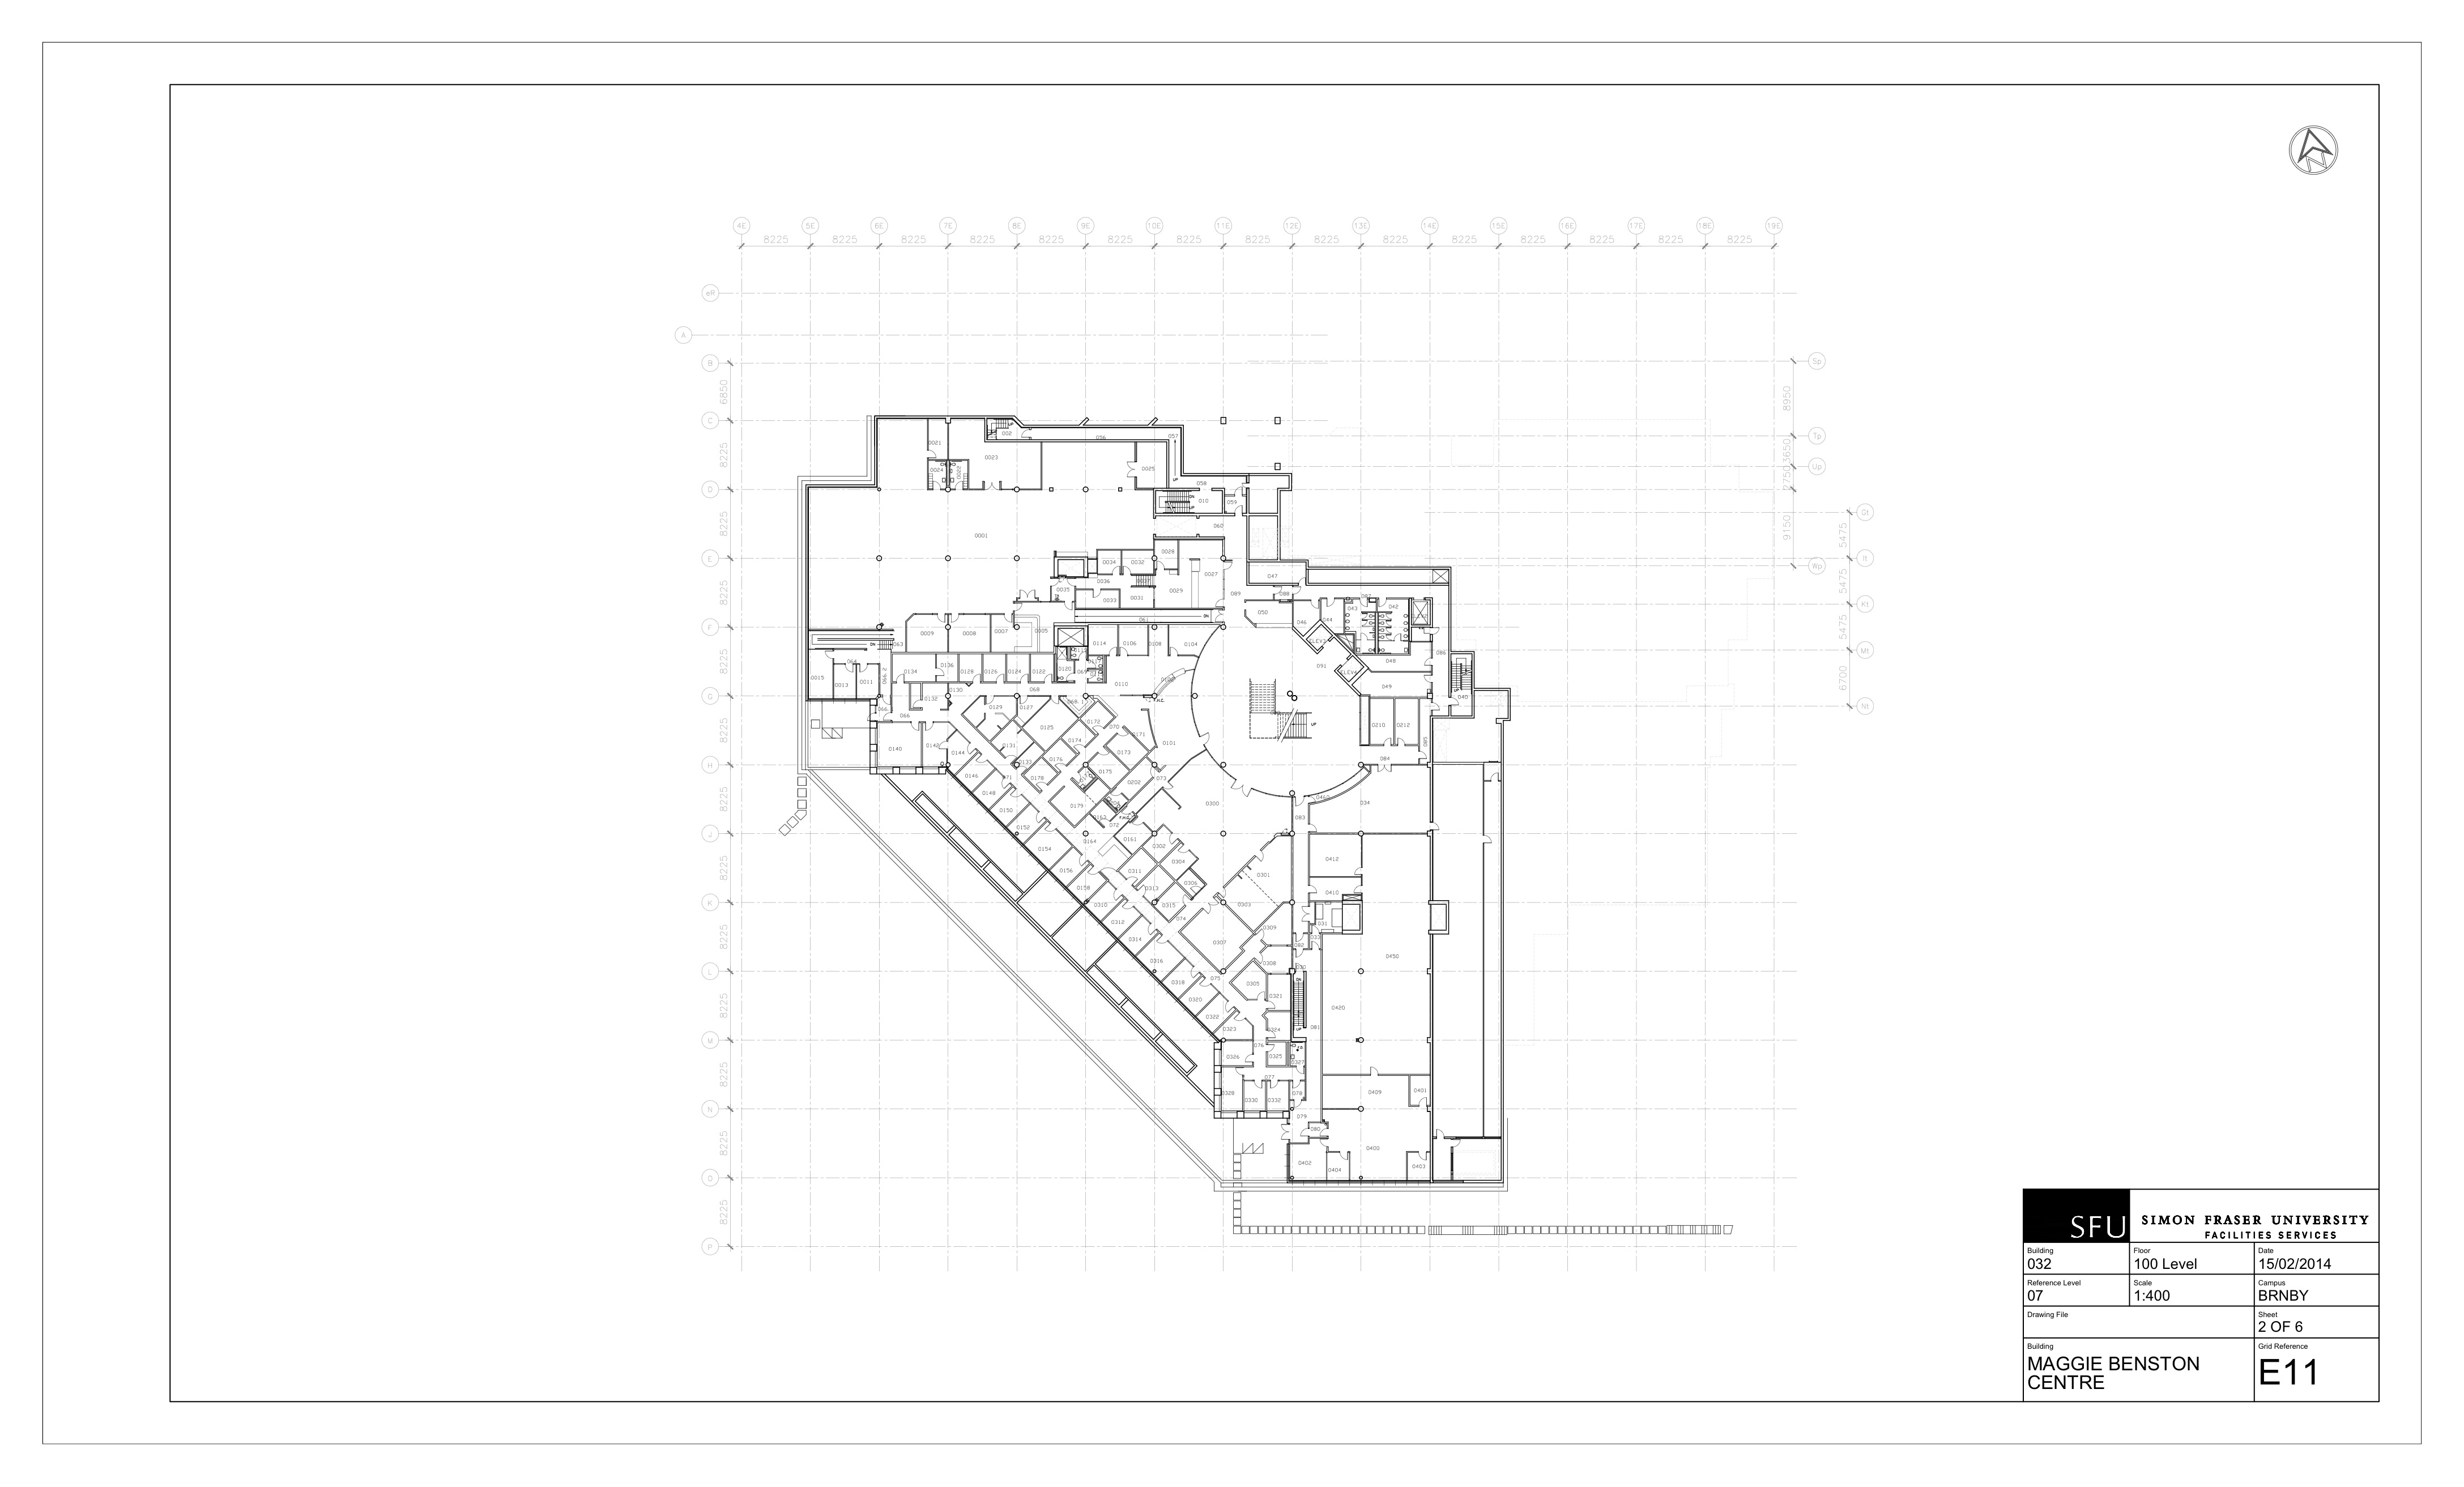 4E 5E 6E 7E 8E 9E 10E 11E 12E 13E 14E 15E 16E 17E 18E 19E
8225 8225 8225 8225 8225 8225 8225 8225 8225 8225 8225 8225 8225 8225 8225
A
B
Sp
6850
8950
C
Tp
8225
3650
Up
2750
D
8225
9150
Jt
5475
E
Wp
5475
8225
Kt
F
5475
8225
Mt
G
6700
Nt
8225
H
8225
J
8225
K
8225
L
8225
M
8225
N
8225
O
8225
P
0021 002 056 057
0023
0024 0025
058
010 059
060
0001
0028
0034 0032 0027 047
0036
0035 0029 089 088
0033 0031
043 042
050
061
046 044
0009 0008 0007 0005
063 0114 0106 0108 0104
064 048 086
0136 091
0134 0128 0126 0124 0122 0120
0015 0013 0011 0110 049
0130 068
0132 040
066 0129 0127
0125 0172 070 0210 0212
0171
0140 0142 0174 0101
0144 0131 0173
0176 084
0133 0175
0146 071 0178 0202 073
0148 0300 034
0150 0179
0163 083
0152 072
0164 0161
0154 0302
0412
0304
0156 0311 0301
0306
0158 0313 0410
0310 0315 0303
0312 074 031
0309
0314 0307 082
0316 0308 0450
0318 075 0305
0320 0321
0420
0322
0323 0324 081
076
0326 0325
0327
077
0328 0330 0332 078 0409 0401
079
080
0400
0402 0404 0403
SFU
SIMON FRASER UNIVERSITY
FACILITIES SERVICES
Building Floor Date
032 100 Level 15/02/2014
Reference Level Scale Campus
07 1:400 BRNBY
Drawing File Sheet
2 OF 6
Building Grid Reference
MAGGIE BENSTON
CENTRE
E11